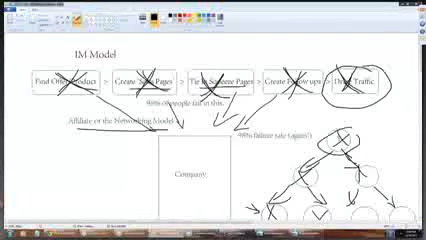 IM Model
Find Offer/Product > Create Sales Pages > Tie in Squeeze Pages > Create Follow ups > Drive Traffic
98% of people fail in this.
Affiliate or the Networking Model
98% failure rate (again!)
Company